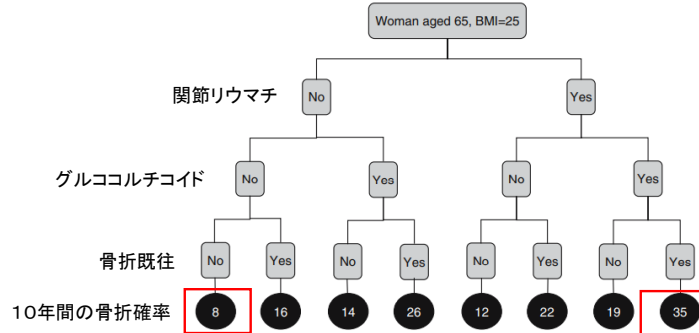 Woman aged 65, BMI=25
関節リウマチ
No Yes
グルココルチコイド
No Yes No Yes
骨折既往
No Yes No Yes No Yes No Yes
10年間の骨折確率
8 16 14 26 12 22 19 35